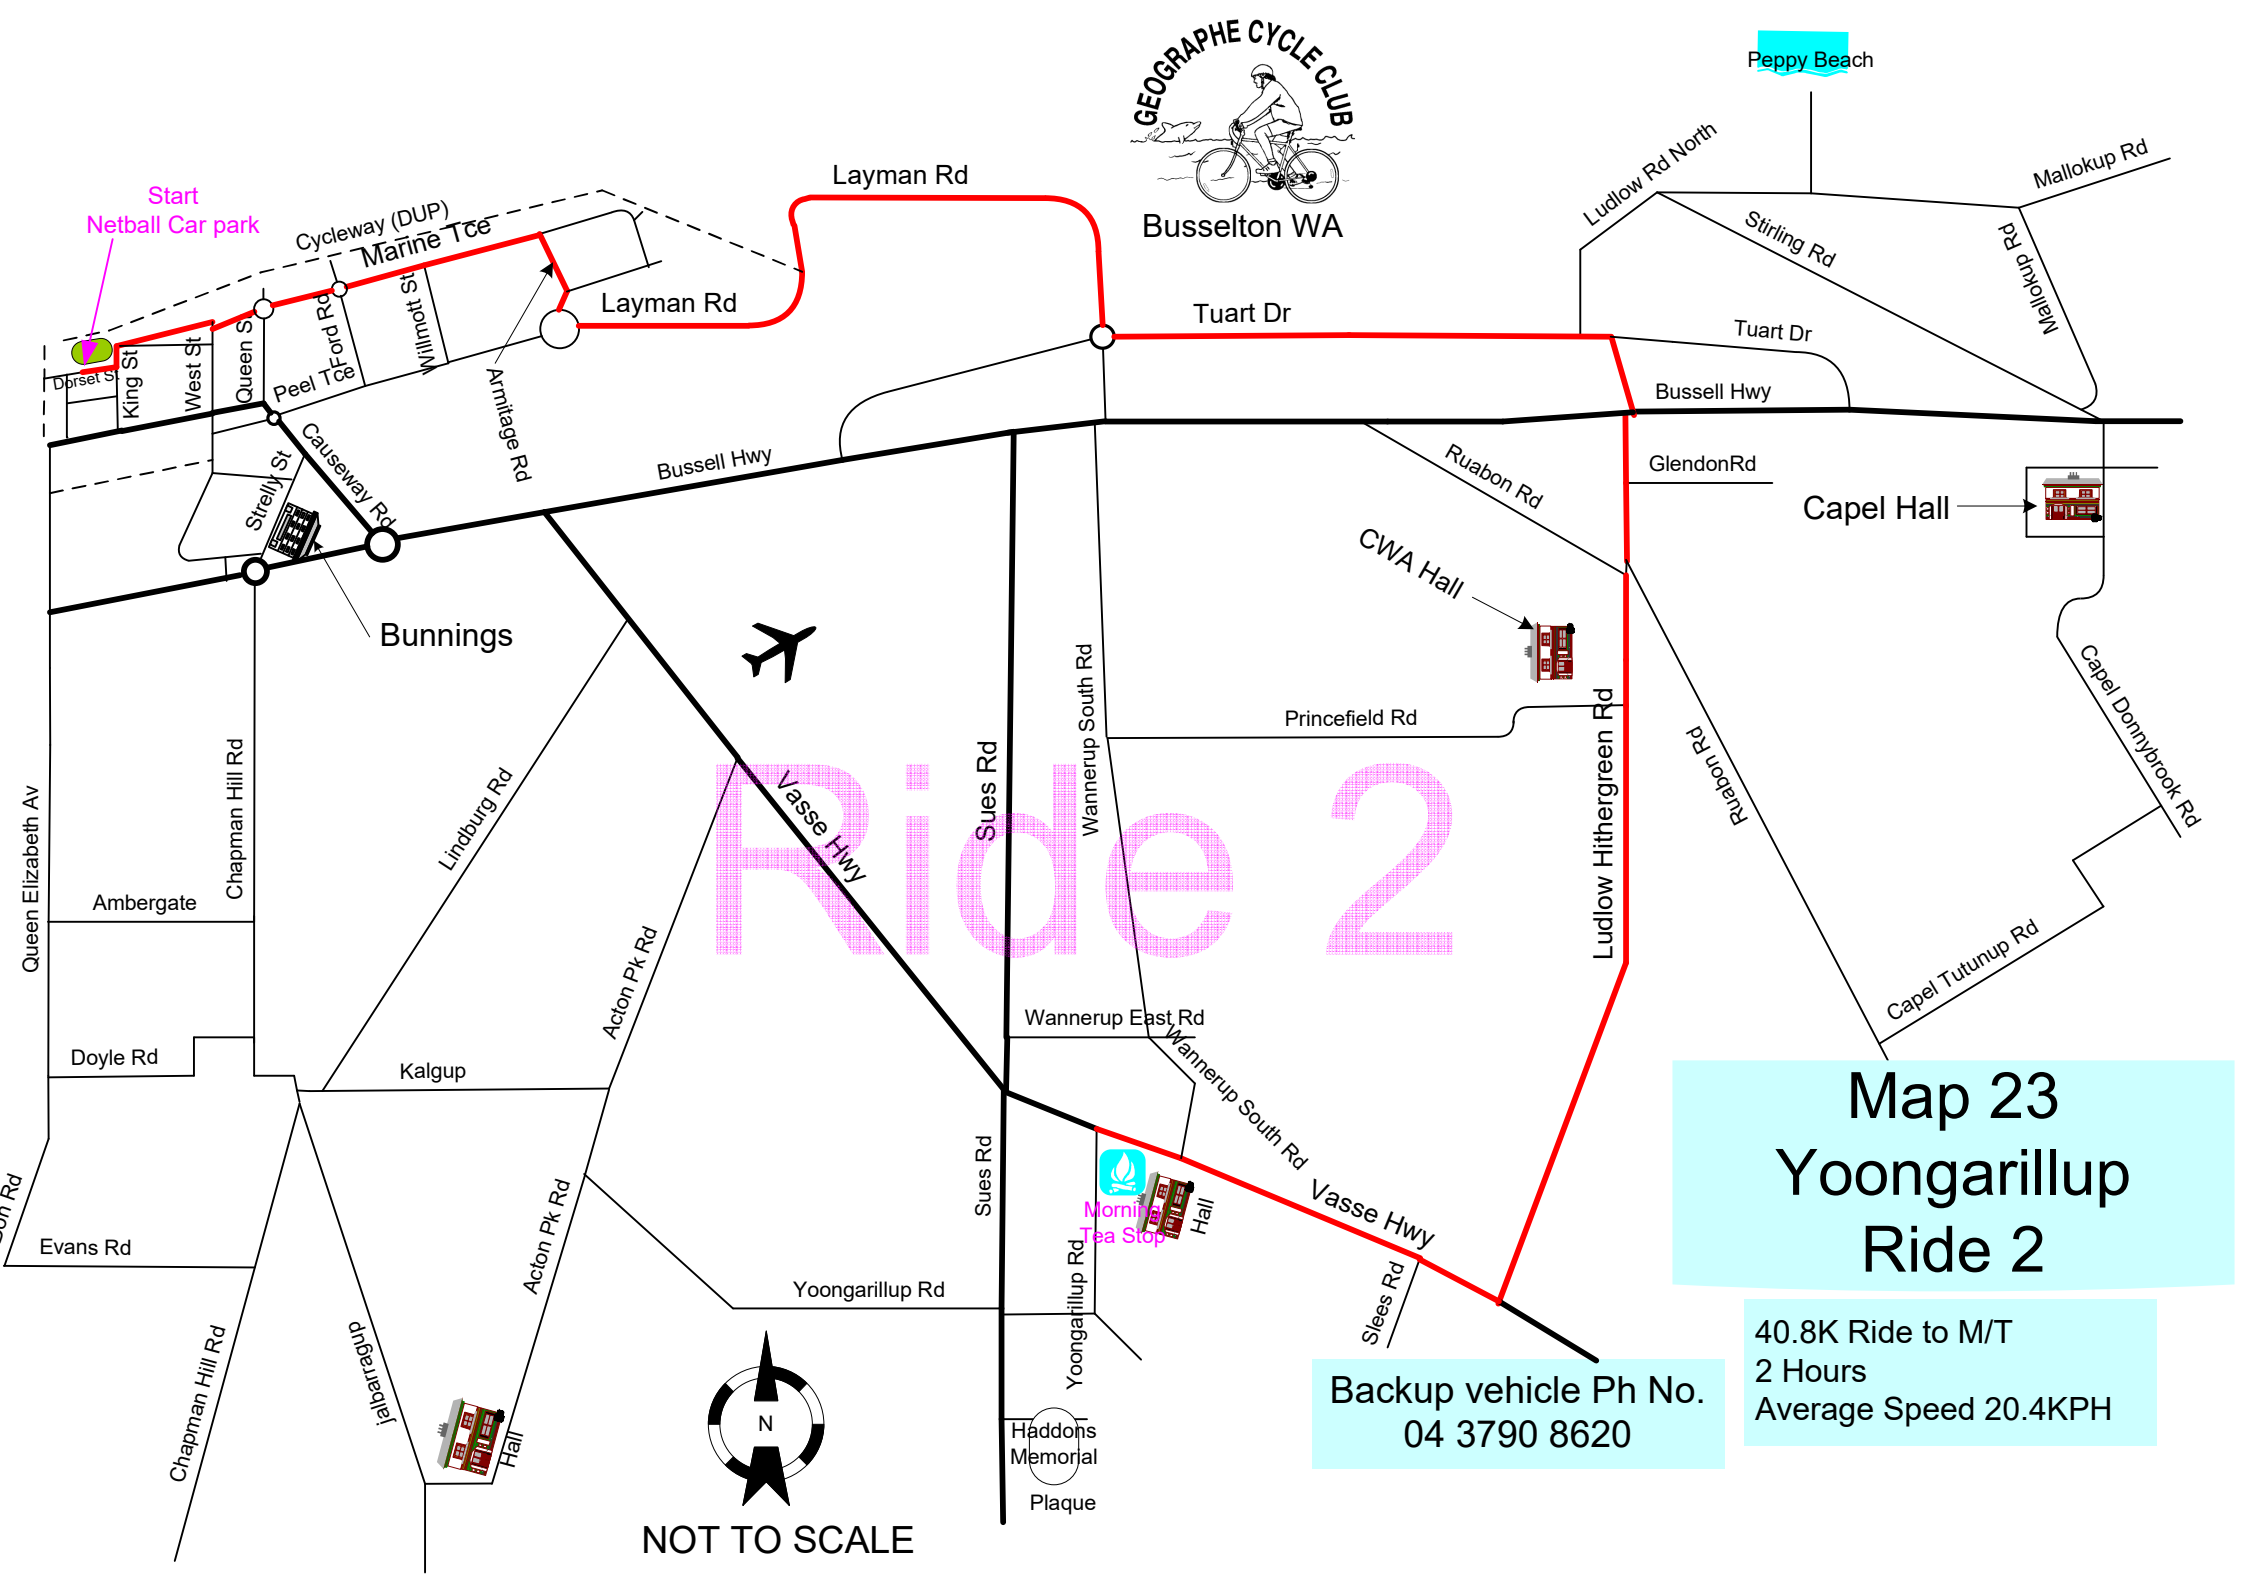 GEOGRAPHE CYCLE CLUB
Busselton WA
Peppy Beach
Start
Netball Car park
Cycleway (DUP)
Marine Tce
Layman Rd
Layman Rd
Ludlow Rd North
Mallokup Rd
Stirling Rd
Mallokup Rd
Tuart Dr
Tuart Dr
Dorset St
King St
West St
Queen S
Ford Rd
Willmott St
Peel Tce
Armitage Rd
Bussell Hwy
Bussell Hwy
Causeway Rd
Strelly St
Ruabon Rd
GlendonRd
Capel Hall
CWA Hall
Bunnings
Princefield Rd
Wannerup South Rd
Sues Rd
Ludlow Hithergreen Rd
Ruabon Rd
Capel Donnybrook Rd
Queen Elizabeth Av
Chapman Hill Rd
Lindburg Rd
Vasse Hwy
Ride 2
Ambergate
Acton Pk Rd
Capel Tutunup Rd
Wannerup East Rd
Doyle Rd
Kalgup
Wannerup South Rd
Map 23
Yoongarillup
Ride 2
Sues Rd
Morning
Tea Stop
Hall
Vasse Hwy
on Rd
Evans Rd
Acton Pk Rd
Yoongarillup Rd
Yoongarillup Rd
Slees Rd
Chapman Hill Rd
jalbarragup
Hall
N
40.8K Ride to M/T
2 Hours
Average Speed 20.4KPH
Backup vehicle Ph No.
04 3790 8620
Haddons
Memorial
Plaque
NOT TO SCALE